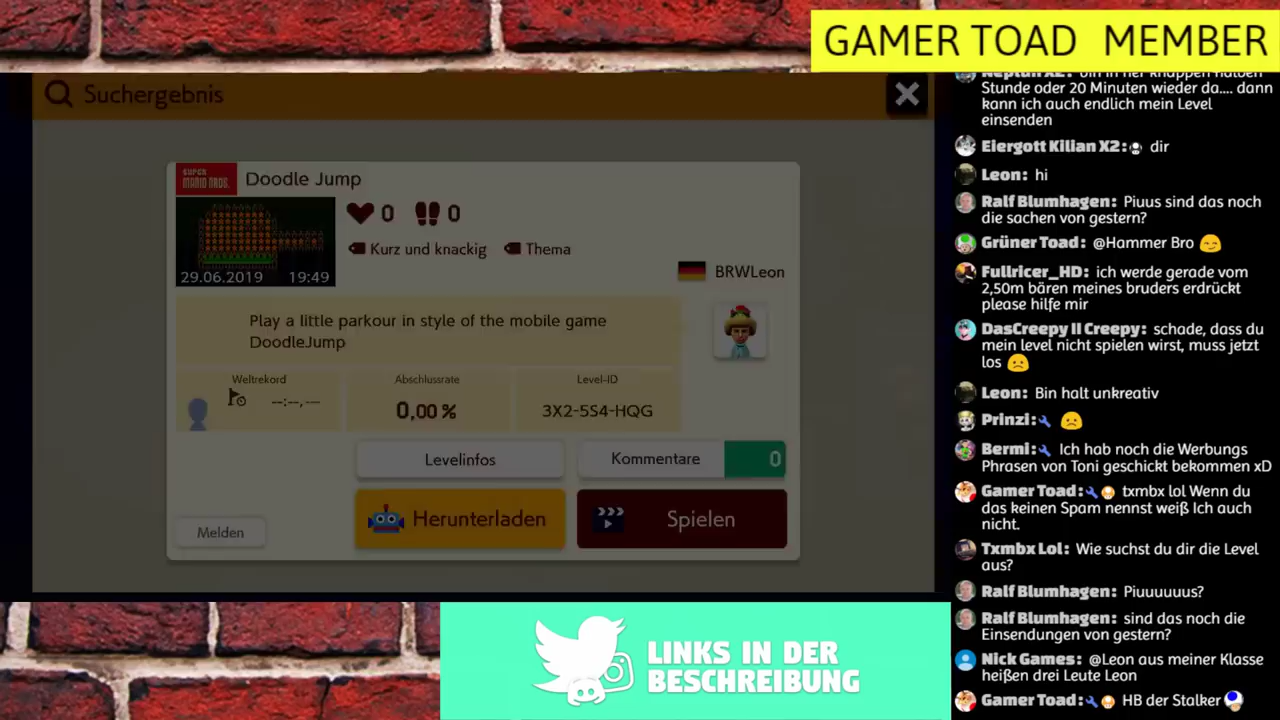 GAMER TOAD MEMBER
Suchergebnis
SUPER
MARIO BROS.
Doodle Jump
0 0
Kurz und knackig Thema
29.06.2019 19:49
BRWLeon
Play a little parkour in style of the mobile game
DoodleJump
Weltrekord
--:--,---
Abschlussrate
0,00 %
Level-ID
3X2-5S4-HQG
Levelinfos
Kommentare 0
Melden
Herunterladen
Spielen
LINKS IN DER
BESCHREIBUNG
Neptun X2: bin in ner knappen halben
Stunde oder 20 Minuten wieder da.... dann
kann ich auch endlich mein Level
einsenden
Eiergott Kilian X2: dir
Leon: hi
Ralf Blumhagen: Piuus sind das noch
die sachen von gestern?
Grüner Toad: @Hammer Bro 😏
Fullricer_HD: ich werde gerade vom
2,50m bären meines bruders erdrückt
please hilfe mir
DasCreepy II Creepy: schade, dass du
mein level nicht spielen wirst, muss jetzt
los 🙁
Leon: Bin halt unkreativ
Prinzi: 🙁
Bermi: Ich hab noch die Werbungs
Phrasen von Toni geschickt bekommen xD
Gamer Toad: txmbx lol Wenn du
das keinen Spam nennst weiß Ich auch
nicht.
Txmbx Lol: Wie suchst du dir die Level
aus?
Ralf Blumhagen: Piuuuuuus?
Ralf Blumhagen: sind das noch die
Einsendungen von gestern?
Nick Games: @Leon aus meiner Klasse
heißen drei Leute Leon
Gamer Toad: HB der Stalker